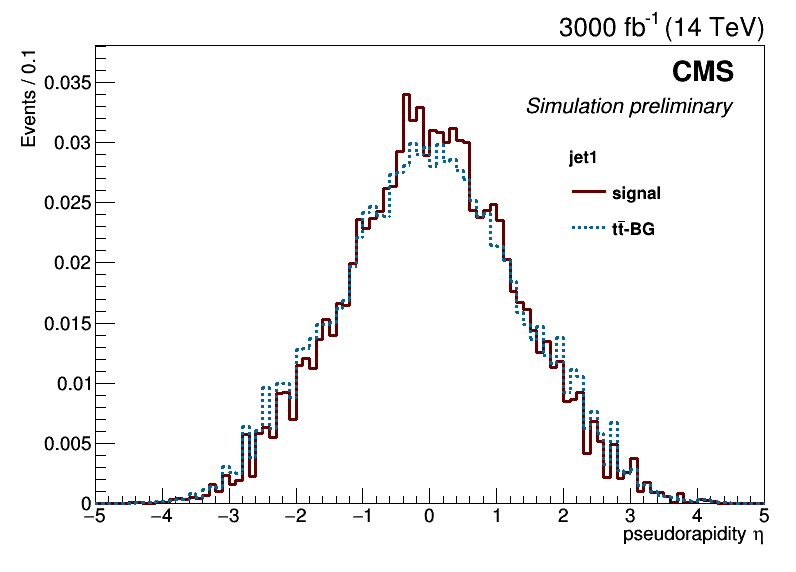 3000 fb⁻¹ (14 TeV)
CMS
Simulation preliminary
jet1
signal
tt̄-BG
Events / 0.1
0.035
0.03
0.025
0.02
0.015
0.01
0.005
0
−5 −4 −3 −2 −1 0 1 2 3 4 5
pseudorapidity η